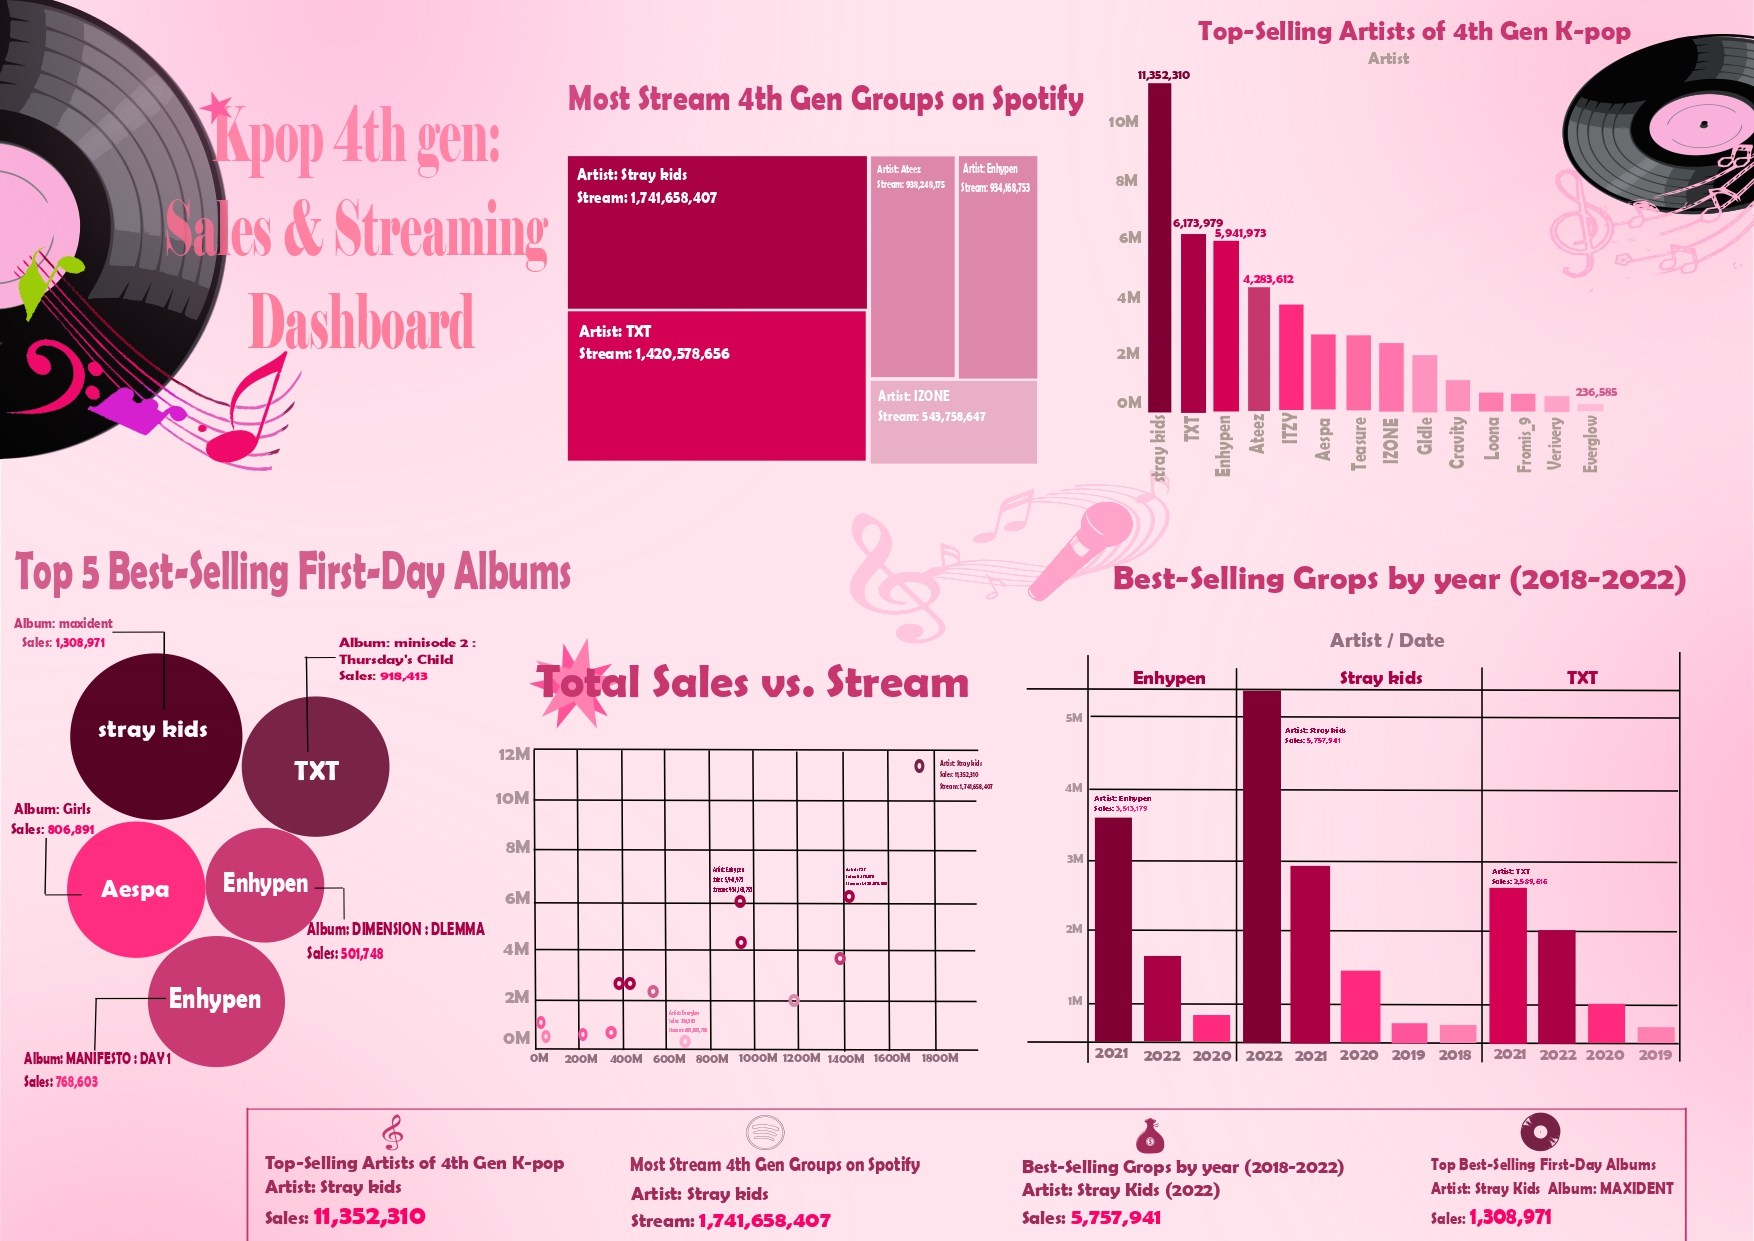 Kpop 4th gen:
Sales & Streaming
Dashboard
Most Stream 4th Gen Groups on Spotify
Artist: Stray kids
Stream: 1,741,658,407
Artist: TXT
Stream: 1,420,578,656
Artist: Ateez
Stream: 939,248,175
Artist: Enhypen
Stream: 934,168,753
Artist: IZONE
Stream: 543,758,647
Top-Selling Artists of 4th Gen K-pop
Artist
11,352,310
6,173,979
5,941,973
4,283,612
236,585
10M
8M
6M
4M
2M
0M
stray kids
TXT
Enhypen
Ateez
ITZY
Aespa
Teasure
IZONE
GIdle
Cravity
Loona
Fromis_9
Verivery
Everglow
Top 5 Best-Selling First-Day Albums
Album: maxident
Sales: 1,308,971
stray kids
Album: minisode 2 :
Thursday's Child
Sales: 918,413
TXT
Album: Girls
Sales: 806,891
Aespa
Enhypen
Album: DIMENSION : DLEMMA
Sales: 501,748
Enhypen
Album: MANIFESTO : DAY 1
Sales: 768,603
Total Sales vs. Stream
12M
10M
8M
6M
4M
2M
0M
Artist: Stray kids
Sales: 11,352,310
Stream: 1,741,658,407
Artist: Enhypen
Sales: 5,941,973
Stream: 934,168,753
Artist: TXT
Artist: Everglow
Sales: 236,585
0M 200M 400M 600M 800M 1000M 1200M 1400M 1600M 1800M
Best-Selling Grops by year (2018-2022)
Artist / Date
Enhypen Stray kids TXT
5M
4M
3M
2M
1M
Artist: Enhypen
Sales: 3,513,179
Artist: Stray kids
Sales: 5,757,941
Artist: TXT
Sales: 2,589,616
2021 2022 2020 2022 2021 2020 2019 2018 2021 2022 2020 2019
Top-Selling Artists of 4th Gen K-pop
Artist: Stray kids
Sales: 11,352,310
Most Stream 4th Gen Groups on Spotify
Artist: Stray kids
Stream: 1,741,658,407
Best-Selling Grops by year (2018-2022)
Artist: Stray Kids (2022)
Sales: 5,757,941
Top Best-Selling First-Day Albums
Artist: Stray Kids Album: MAXIDENT
Sales: 1,308,971